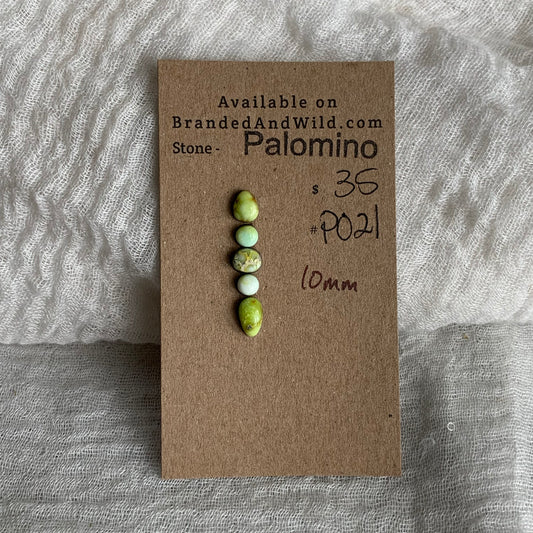 Available on
BrandedAndWild.com
Stone - Palomino
$ 35
# P021
10mm